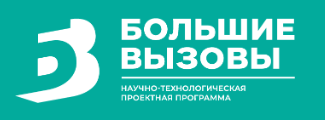 БОЛЬШИЕ
ВЫЗОВЫ
НАУЧНО-ТЕХНОЛОГИЧЕСКАЯ
ПРОЕКТНАЯ ПРОГРАММА